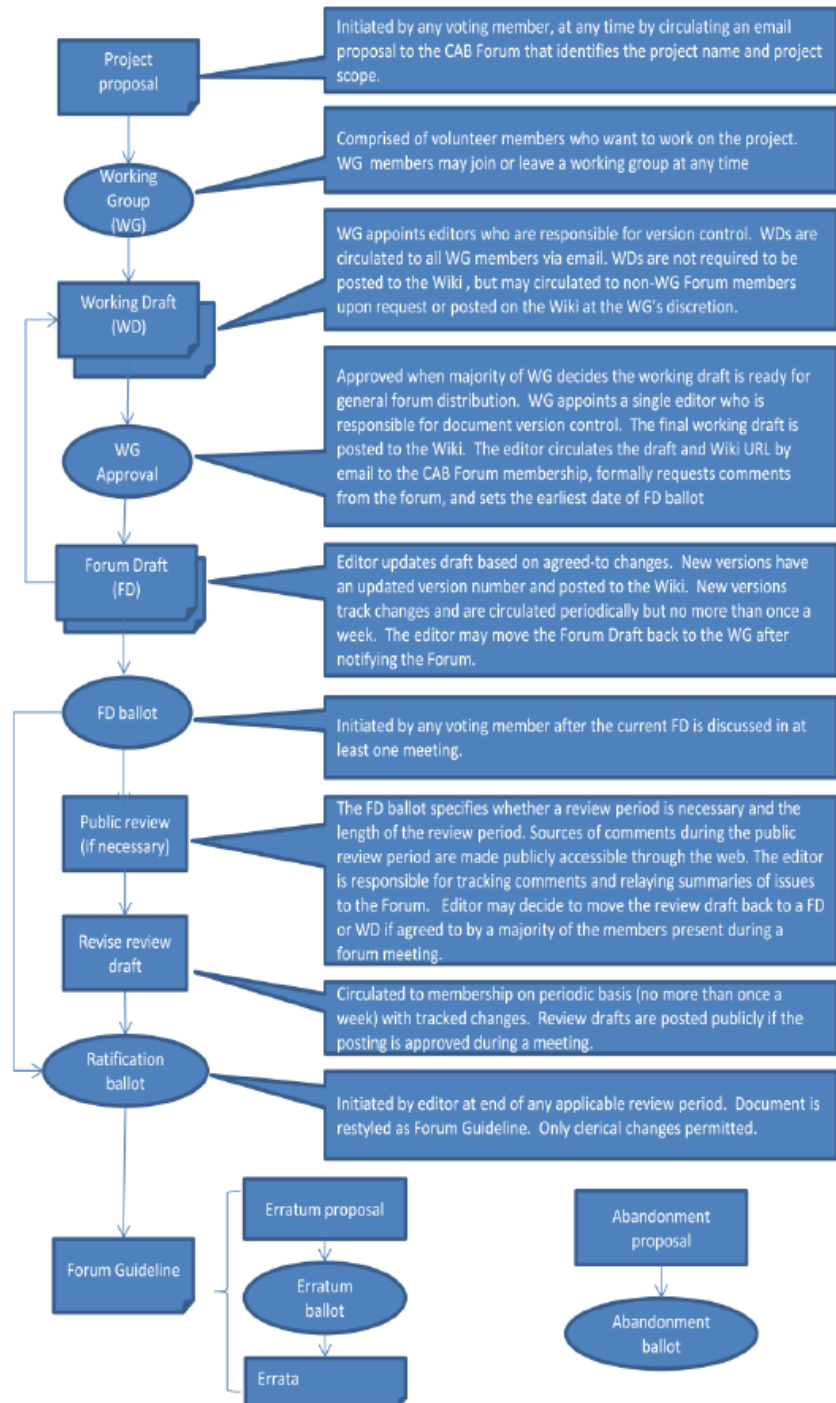 Project
proposal
Initiated by any voting member, at any time by circulating an email
proposal to the CAB Forum that identifies the project name and project
scope.
Working
Group
(WG)
Comprised of volunteer members who want to work on the project.
WG members may join or leave a working group at any time
Working Draft
(WD)
WG appoints editors who are responsible for version control. WDs are
circulated to all WG members via email. WDs are not required to be
posted to the Wiki , but may circulated to non-WG Forum members
upon request or posted on the Wiki at the WG's discretion.
WG
Approval
Approved when majority of WG decides the working draft is ready for
general forum distribution. WG appoints a single editor who is
responsible for document version control. The final working draft is
posted to the Wiki. The editor circulates the draft and Wiki URL by
email to the CAB Forum membership, formally requests comments
from the forum, and sets the earliest date of FD ballot
Forum Draft
(FD)
Editor updates draft based on agreed-to changes. New versions have
an updated version number and posted to the Wiki. New versions
track changes and are circulated periodically but no more than once a
week. The editor may move the Forum Draft back to the WG after
notifying the Forum.
FD ballot
Initiated by any voting member after the current FD is discussed in at
least one meeting.
Public review
(if necessary)
The FD ballot specifies whether a review period is necessary and the
length of the review period. Sources of comments during the public
review period are made publicly accessible through the web. The editor
is responsible for tracking comments and relaying summaries of issues
to the Forum. Editor may decide to move the review draft back to a FD
or WD if agreed to by a majority of the members present during a
forum meeting.
Revise review
draft
Circulated to membership on periodic basis (no more than once a
week) with tracked changes. Review drafts are posted publicly if the
posting is approved during a meeting.
Ratification
ballot
Initiated by editor at end of any applicable review period. Document is
restyled as Forum Guideline. Only clerical changes permitted.
Forum Guideline
Erratum proposal
Erratum
ballot
Errata
Abandonment
proposal
Abandonment
ballot